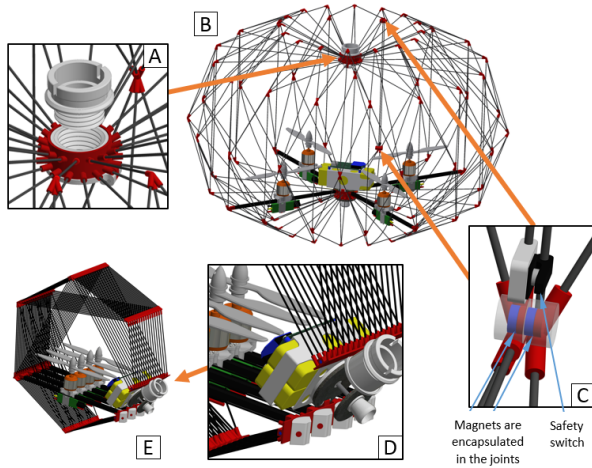 A
B
C
Magnets are
encapsulated
in the joints
Safety
switch
D
E